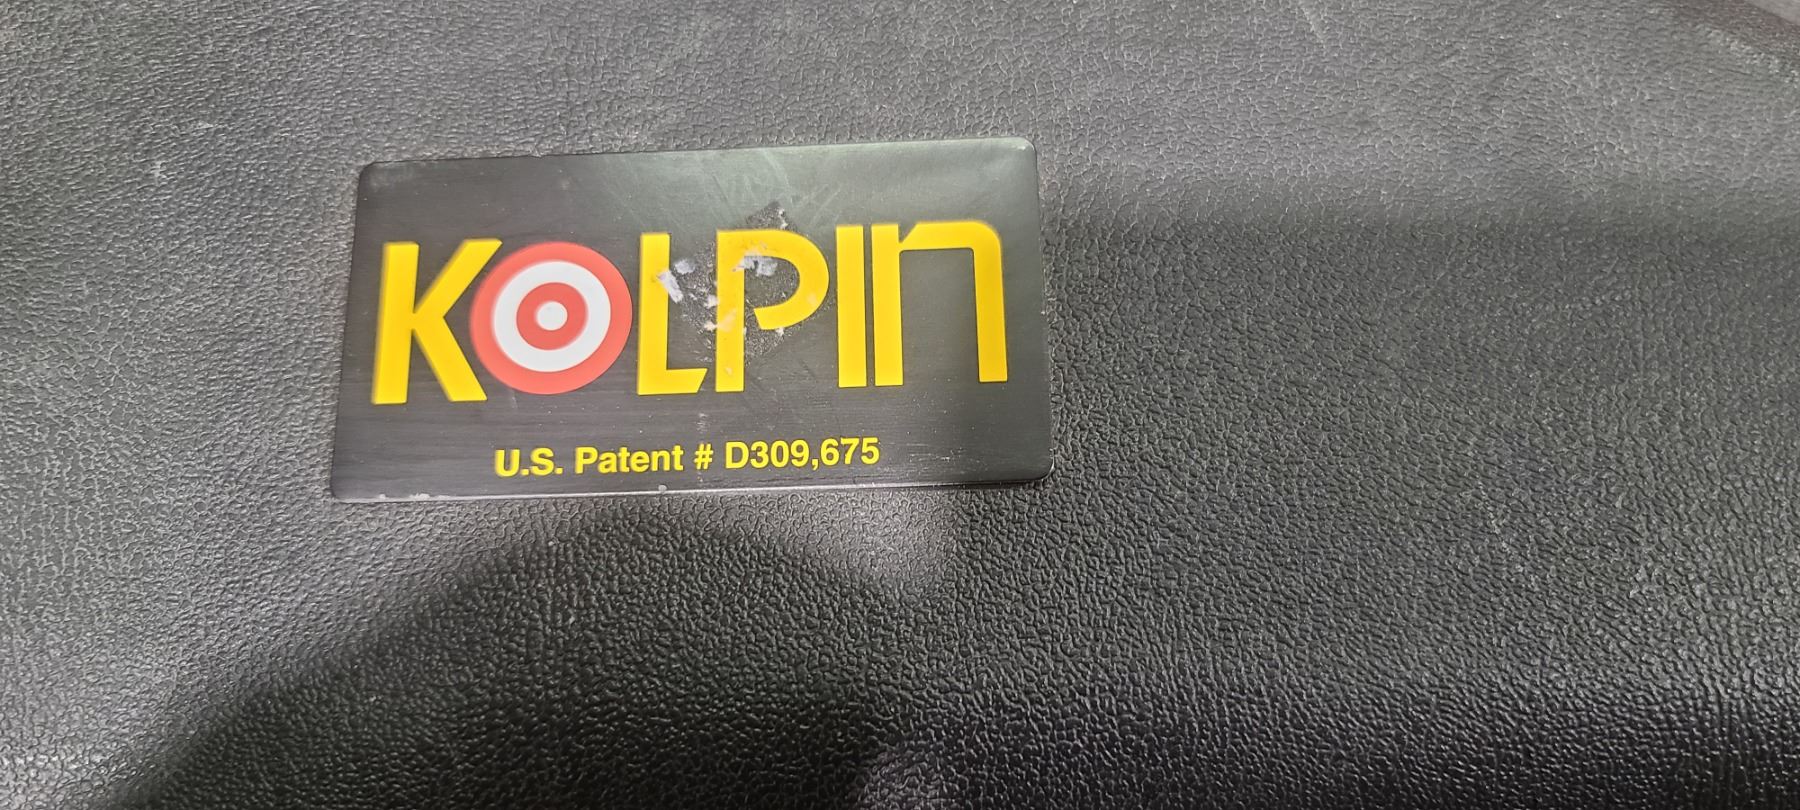 KOLPIN
U.S. Patent # D309,675